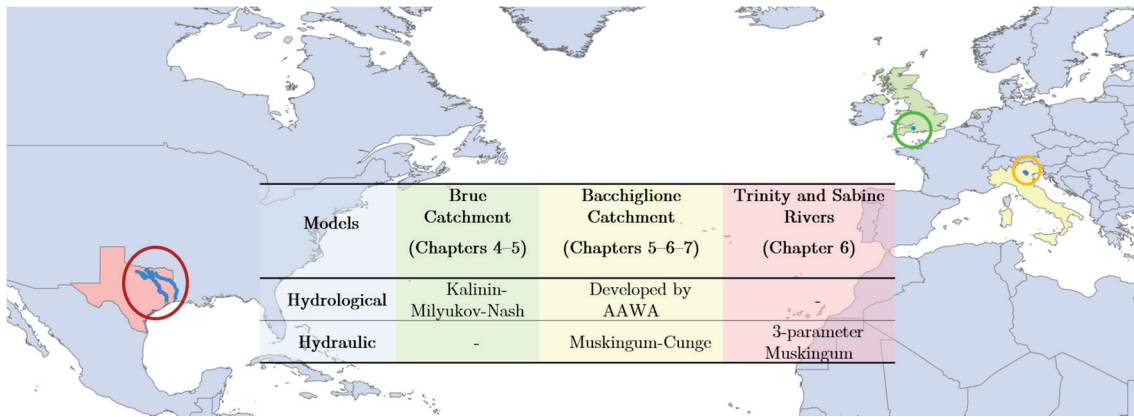 Models
Brue
Catchment
(Chapters 4–5)
Bacchiglione
Catchment
(Chapters 5–6–7)
Trinity and Sabine
Rivers
(Chapter 6)
Hydrological
Kalinin-
Milyukov-Nash
Developed by
AAWA
-
Hydraulic
-
Muskingum-Cunge
3-parameter
Muskingum